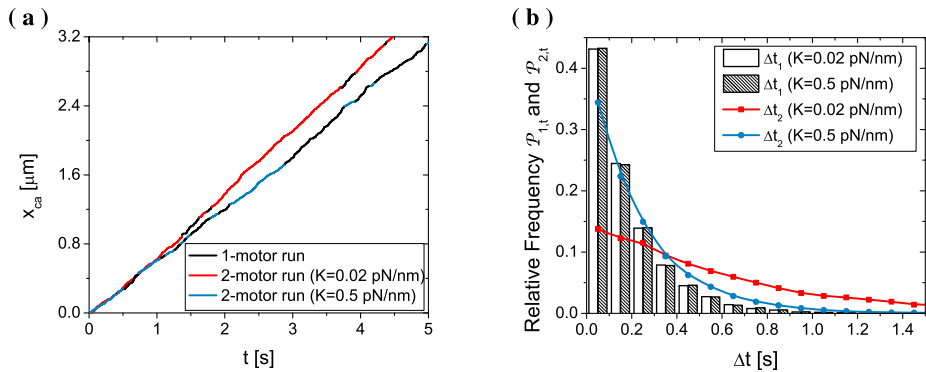 ( a )
3.2
2.4
1.6
0.8
0.0
x_ca [μm]
0 1 2 3 4 5
t [s]
1-motor run
2-motor run (K=0.02 pN/nm)
2-motor run (K=0.5 pN/nm)
( b )
0.4
0.3
0.2
0.1
0.0
Relative Frequency 𝒫_1,t and 𝒫_2,t
0.0 0.2 0.4 0.6 0.8 1.0 1.2 1.4
Δt [s]
Δt_1 (K=0.02 pN/nm)
Δt_1 (K=0.5 pN/nm)
Δt_2 (K=0.02 pN/nm)
Δt_2 (K=0.5 pN/nm)